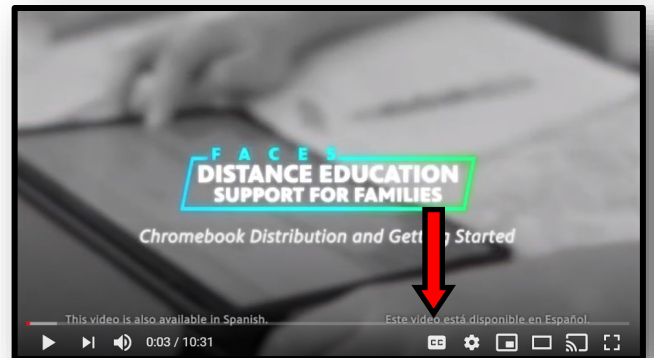 FACES
DISTANCE EDUCATION
SUPPORT FOR FAMILIES
Chromebook Distribution and Getting Started
This video is also available in Spanish.
Este video está disponible en Español.
0:03 / 10:31
CC